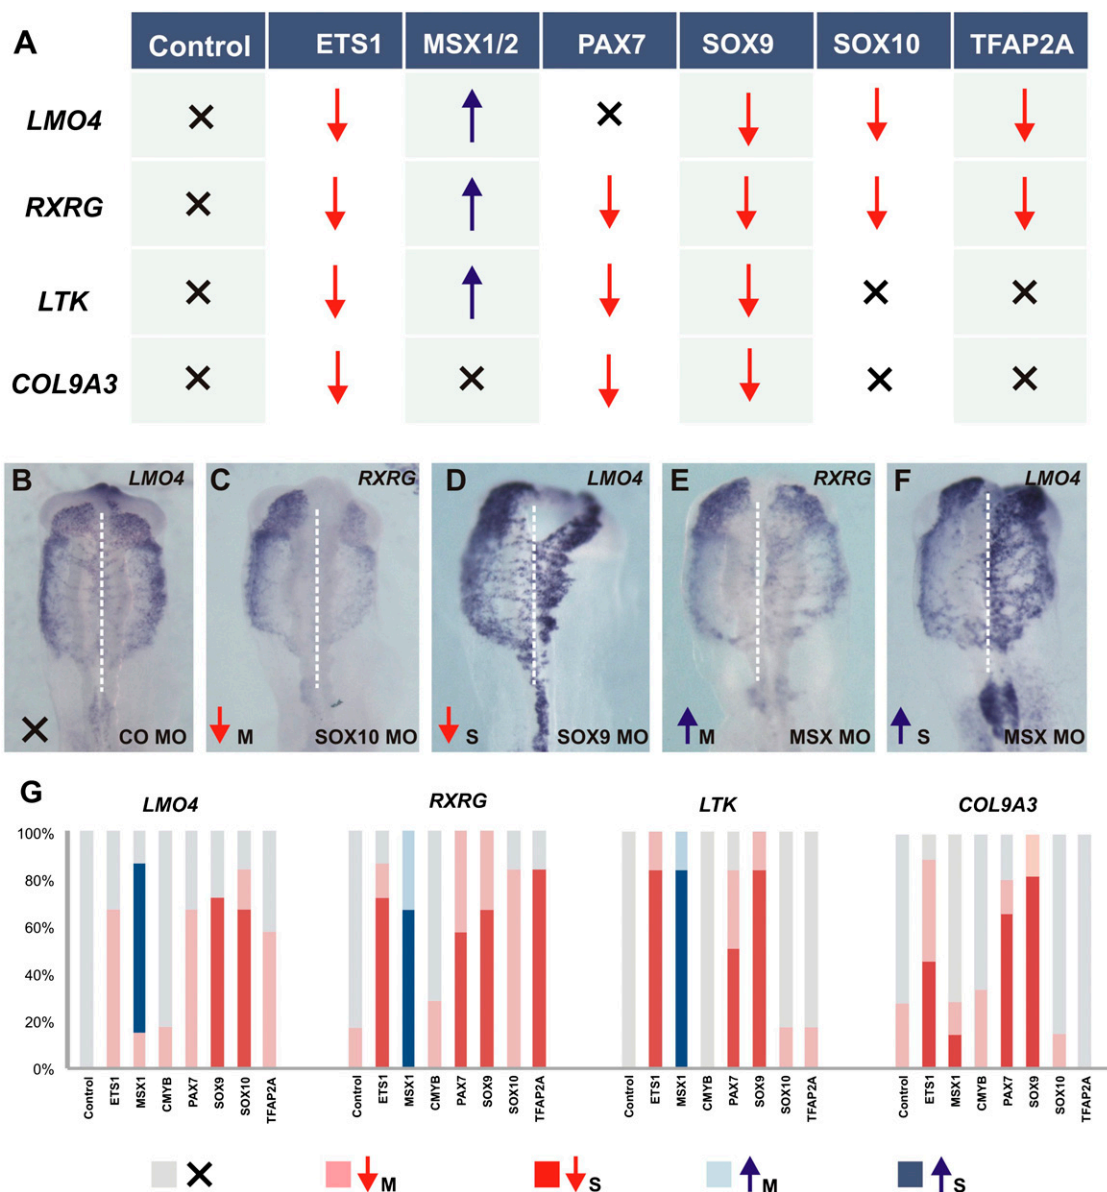 A
Control ETS1 MSX1/2 PAX7 SOX9 SOX10 TFAP2A
LMO4
RXRG
LTK
COL9A3
B LMO4 CO MO
C RXRG M SOX10 MO
D LMO4 S SOX9 MO
E RXRG M MSX MO
F LMO4 S MSX MO
G
LMO4 RXRG LTK COL9A3
100%
80%
60%
40%
20%
0%
Control ETS1 MSX1 CMYB PAX7 SOX9 SOX10 TFAP2A
Control ETS1 MSX1 CMYB PAX7 SOX9 SOX10 TFAP2A
Control ETS1 MSX1 CMYB PAX7 SOX9 SOX10 TFAP2A
Control ETS1 MSX1 CMYB PAX7 SOX9 SOX10 TFAP2A
M S M S